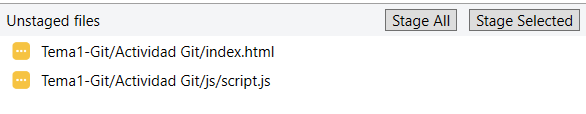 Unstaged files Stage All Stage Selected
Tema1-Git/Actividad Git/index.html
Tema1-Git/Actividad Git/js/script.js